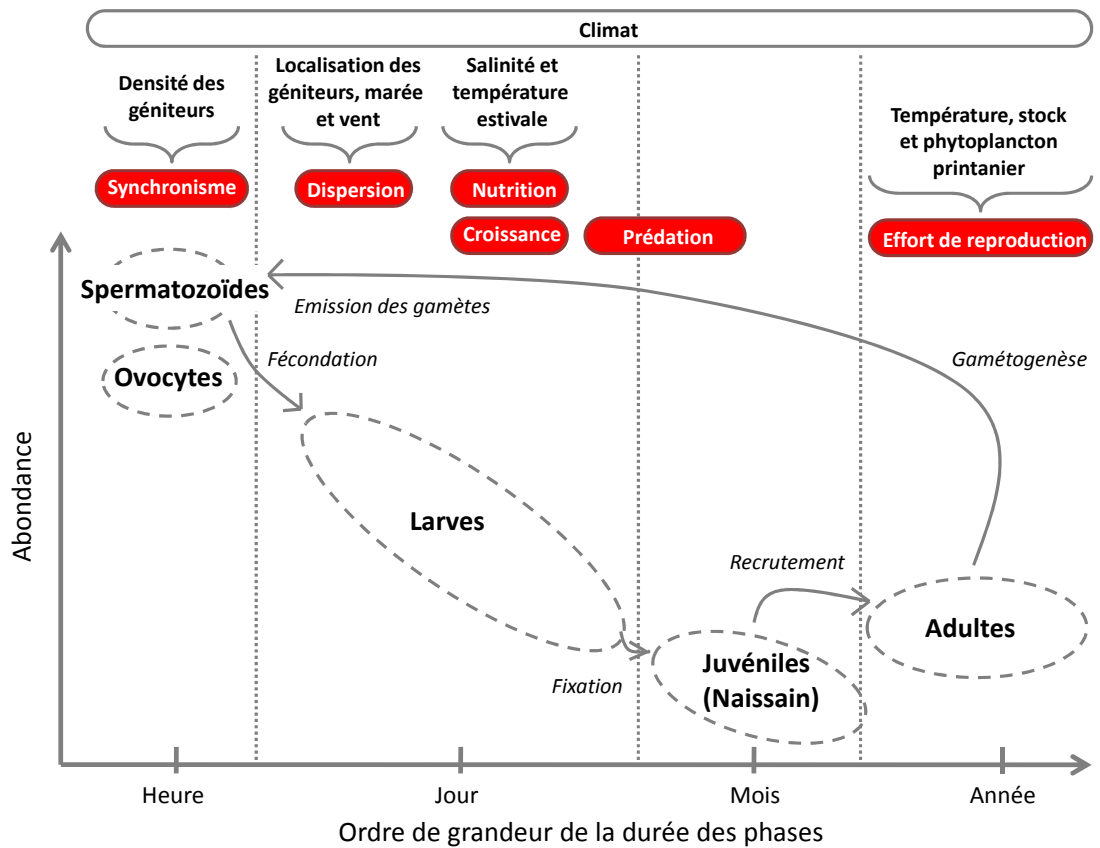 Climat
Densité des
géniteurs
Localisation des
géniteurs, marée
et vent
Salinité et
température
estivale
Température, stock
et phytoplancton
printanier
Synchronisme
Dispersion
Nutrition
Croissance
Prédation
Effort de reproduction
Spermatozoïdes
Emission des gamètes
Fécondation
Gamétogenèse
Ovocytes
Abondance
Larves
Recrutement
Adultes
Juvéniles
(Naissain)
Fixation
Heure
Jour
Mois
Année
Ordre de grandeur de la durée des phases